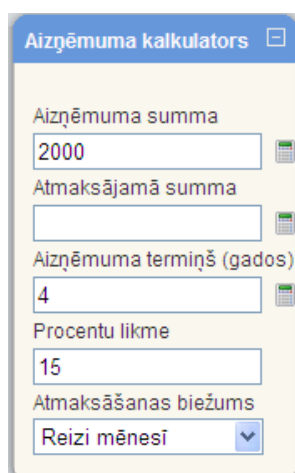 Aizņēmuma kalkulators
Aizņēmuma summa
2000
Atmaksājamā summa
Aizņēmuma termiņš (gados)
4
Procentu likme
15
Atmaksāšanas biežums
Reizi mēnesī